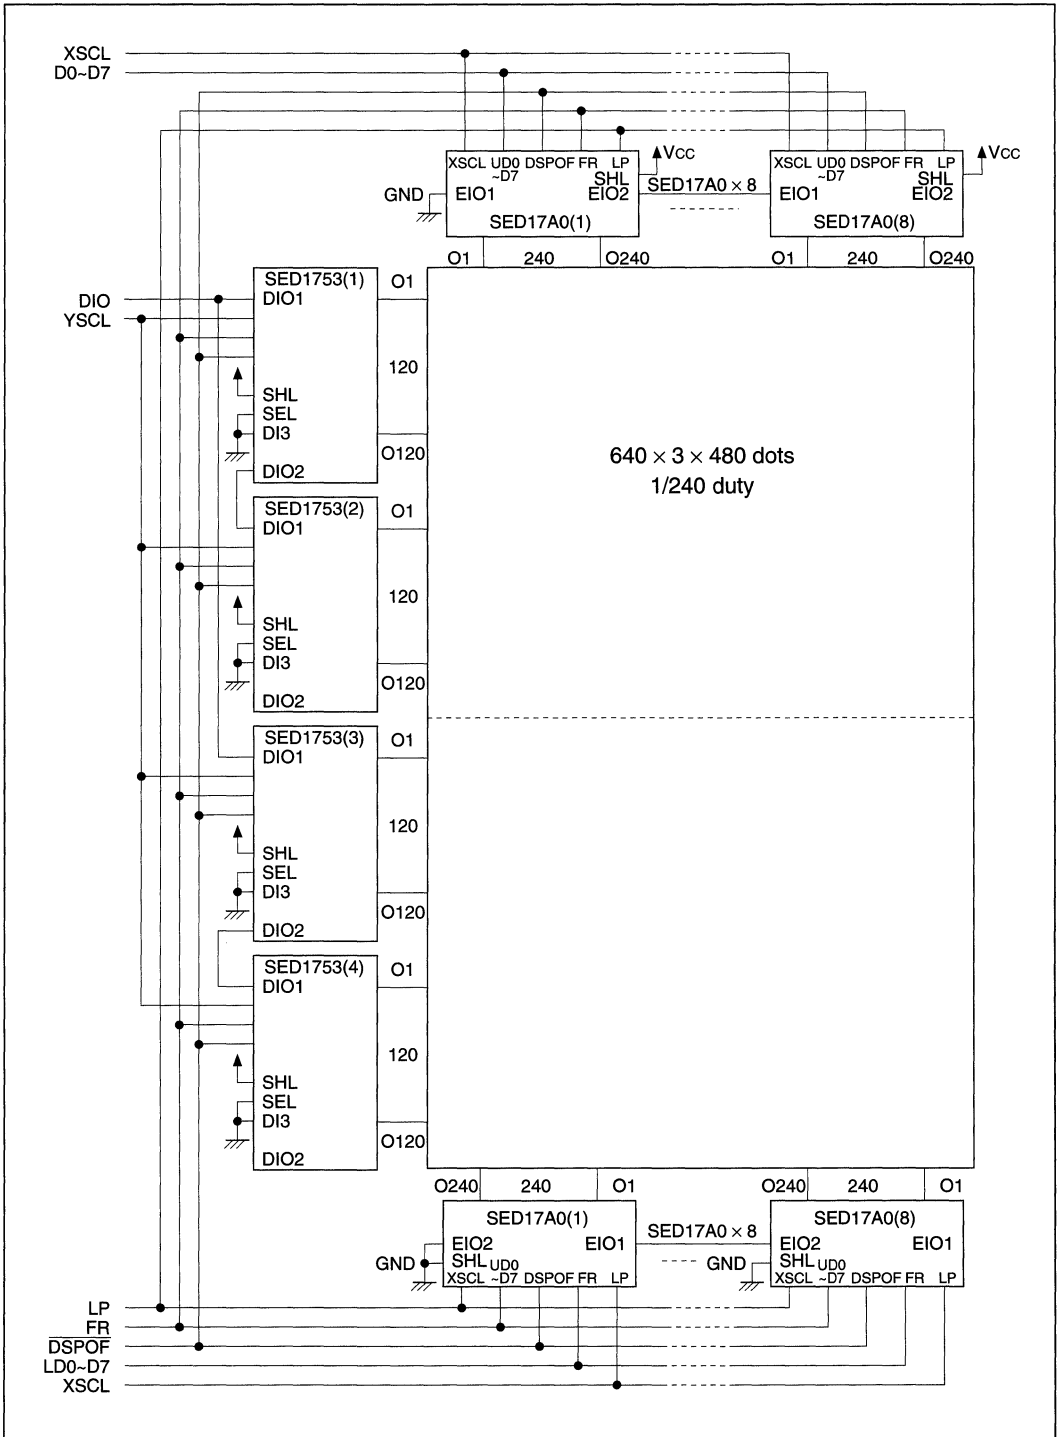 XSCL
D0~D7
XSCL UD0 DSPOF FR LP
~D7
SHL
VCC
GND
EIO1
EIO2
SED17A0(1)
SED17A0 × 8
XSCL UD0 DSPOF FR LP
~D7
SHL
VCC
EIO1
EIO2
SED17A0(8)
O1 240 O240
O1 240 O240
DIO
YSCL
SED1753(1)
DIO1
SHL
SEL
DI3
DIO2
O1
120
O120
640 × 3 × 480 dots
1/240 duty
SED1753(2)
DIO1
SHL
SEL
DI3
DIO2
O1
120
O120
SED1753(3)
DIO1
SHL
SEL
DI3
DIO2
O1
120
O120
SED1753(4)
DIO1
SHL
SEL
DI3
DIO2
O1
120
O120
O240 240 O1
O240 240 O1
SED17A0(1)
EIO2
EIO1
GND
SHL UD0
XSCL ~D7 DSPOF FR LP
SED17A0 × 8
SED17A0(8)
EIO2
EIO1
GND
SHL UD0
XSCL ~D7 DSPOF FR LP
LP
FR
DSPOF
LD0~D7
XSCL